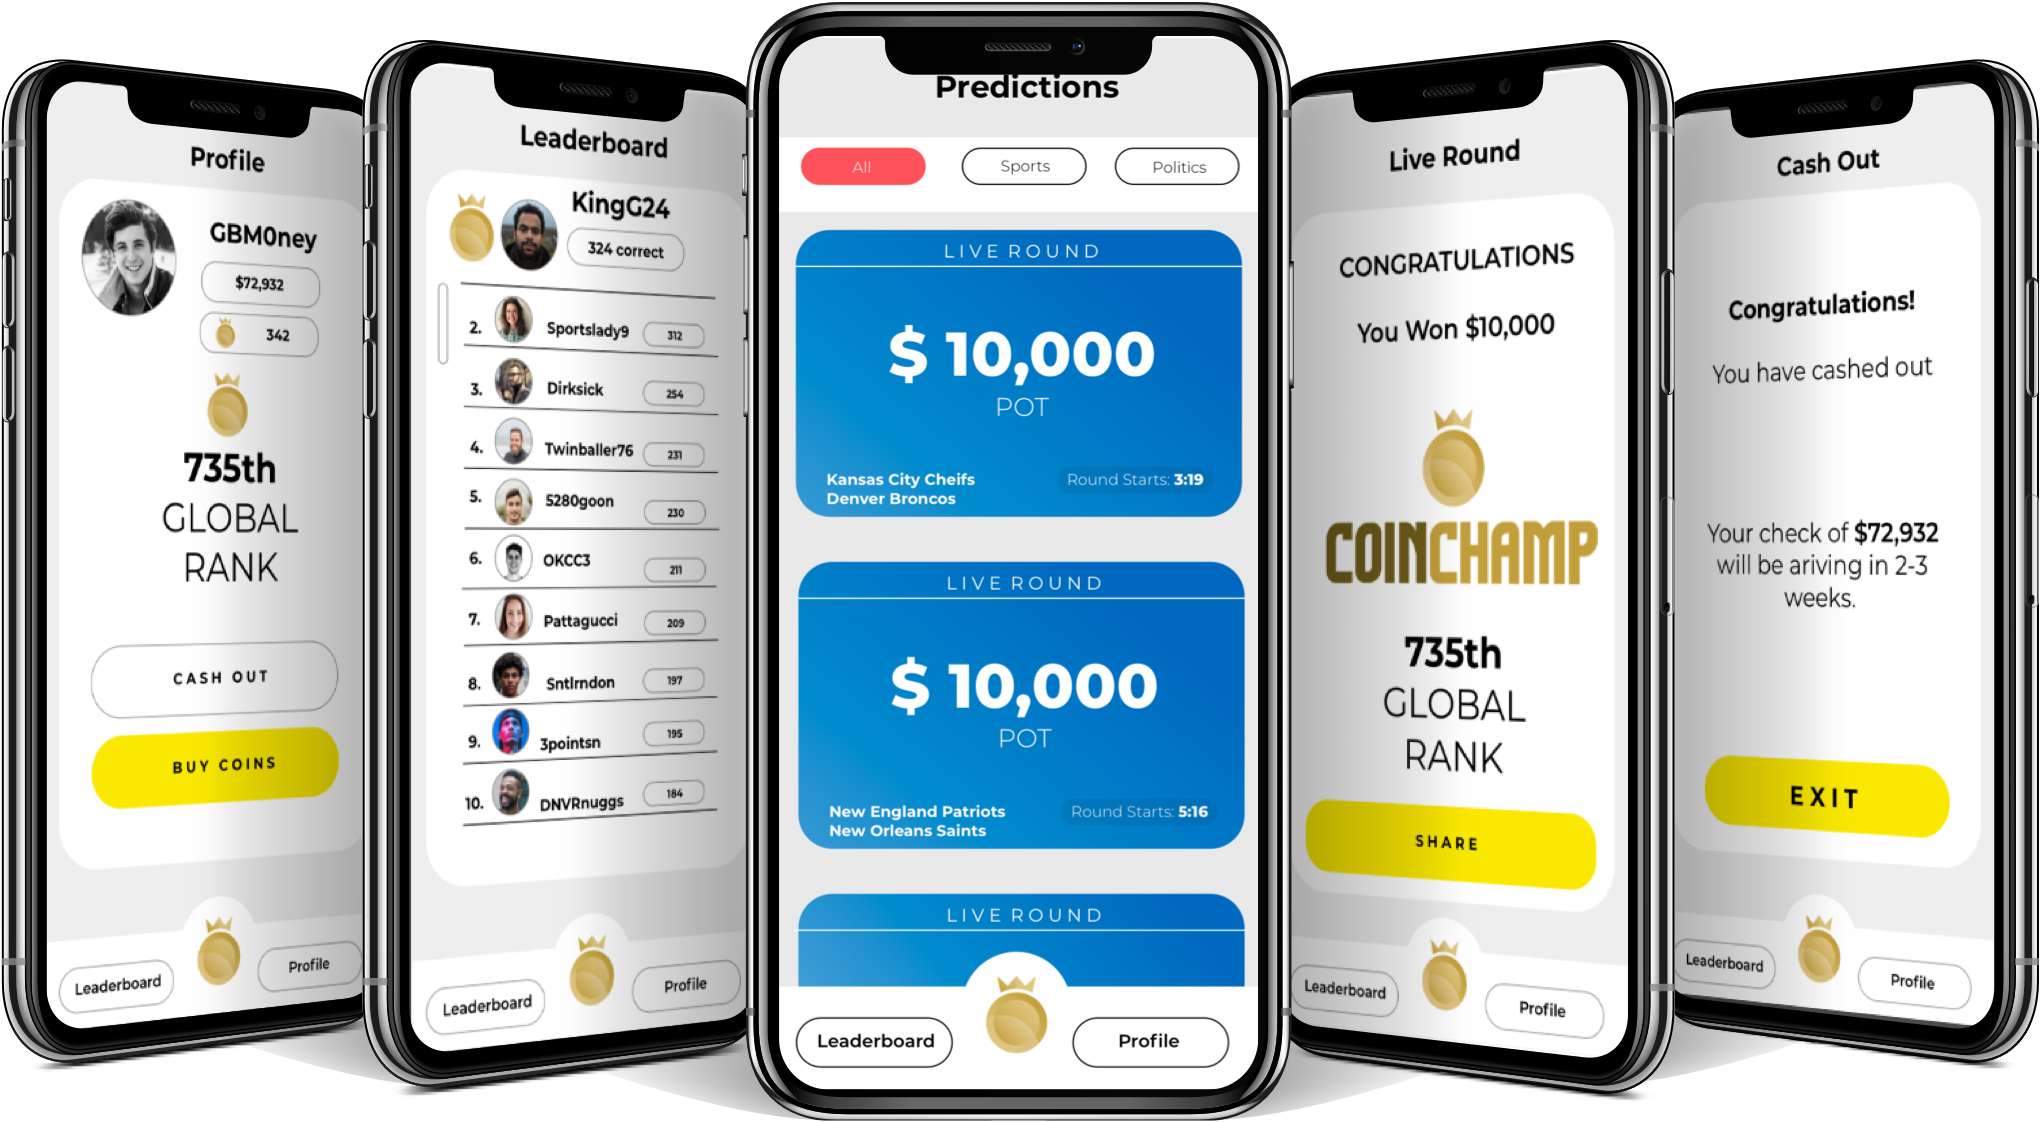 Profile
GBM0ney
$72,932
342
735th
GLOBAL
RANK
CASH OUT
BUY COINS
Leaderboard
Profile
Leaderboard
KingG24
324 correct
2. Sportslady9 312
3. Dirksick 254
4. Twinballer76 231
5. 5280goon 230
6. OKCC3 211
7. Pattagucci 209
8. Sntlrndon 197
9. 3pointsn 195
10. DNVRnuggs 184
Leaderboard
Profile
Predictions
All Sports Politics
LIVE ROUND
$ 10,000
POT
Kansas City Cheifs
Denver Broncos
Round Starts: 3:19
LIVE ROUND
$ 10,000
POT
New England Patriots
New Orleans Saints
Round Starts: 5:16
LIVE ROUND
Leaderboard
Profile
Live Round
CONGRATULATIONS
You Won $10,000
COINCHAMP
735th
GLOBAL
RANK
SHARE
Leaderboard
Profile
Cash Out
Congratulations!
You have cashed out
Your check of $72,932
will be ariving in 2-3
weeks.
EXIT
Leaderboard
Profile